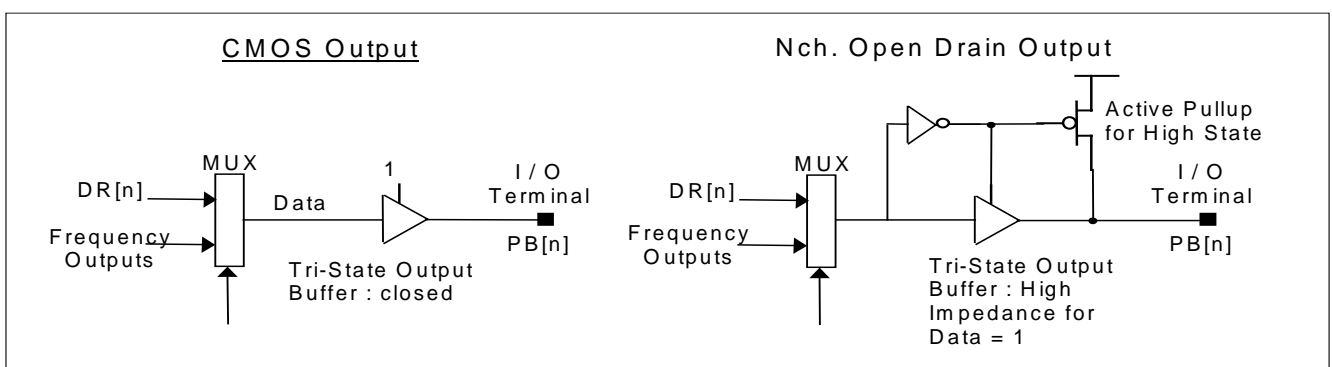 CMOS Output
MUX
DR[n]
Frequency
Outputs
Data
1
Tri-State Output
Buffer : closed
I / O
Terminal
PB[n]
Nch. Open Drain Output
Active Pullup
for High State
MUX
DR[n]
Frequency
Outputs
Tri-State Output
Buffer : High
Impedance for
Data = 1
I / O
Terminal
PB[n]